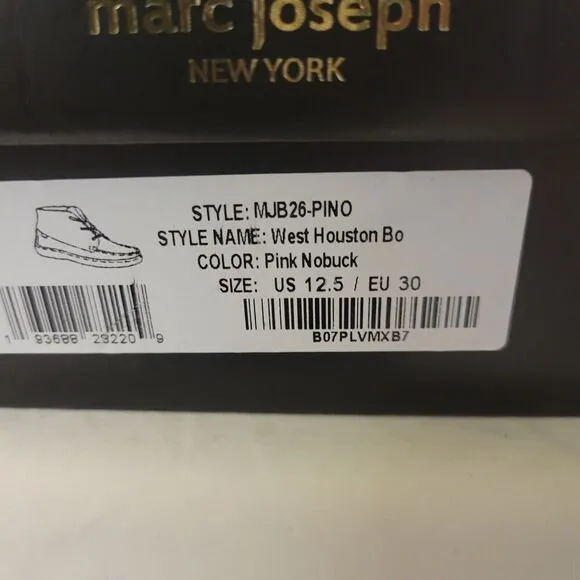 marc joseph
NEW YORK
STYLE: MJB26-PINO
STYLE NAME: West Houston Bo
COLOR: Pink Nobuck
SIZE: US 12.5 / EU 30
1 93688 29220 9
B07PLVMXB7